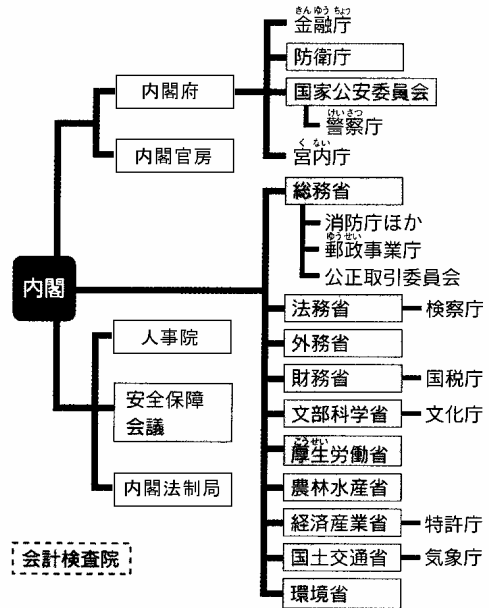 きんゆうちょう
金融庁
防衛庁
内閣府
国家公安委員会
けいさつ
警察庁
内閣官房
くない
宮内庁
総務省
消防庁ほか
ゆうせい
郵政事業庁
公正取引委員会
内閣
法務省
検察庁
人事院
外務省
財務省
国税庁
安全保障
会議
文部科学省
文化庁
こうせい
厚生労働省
内閣法制局
農林水産省
経済産業省
特許庁
会計検査院
国土交通省
気象庁
環境省